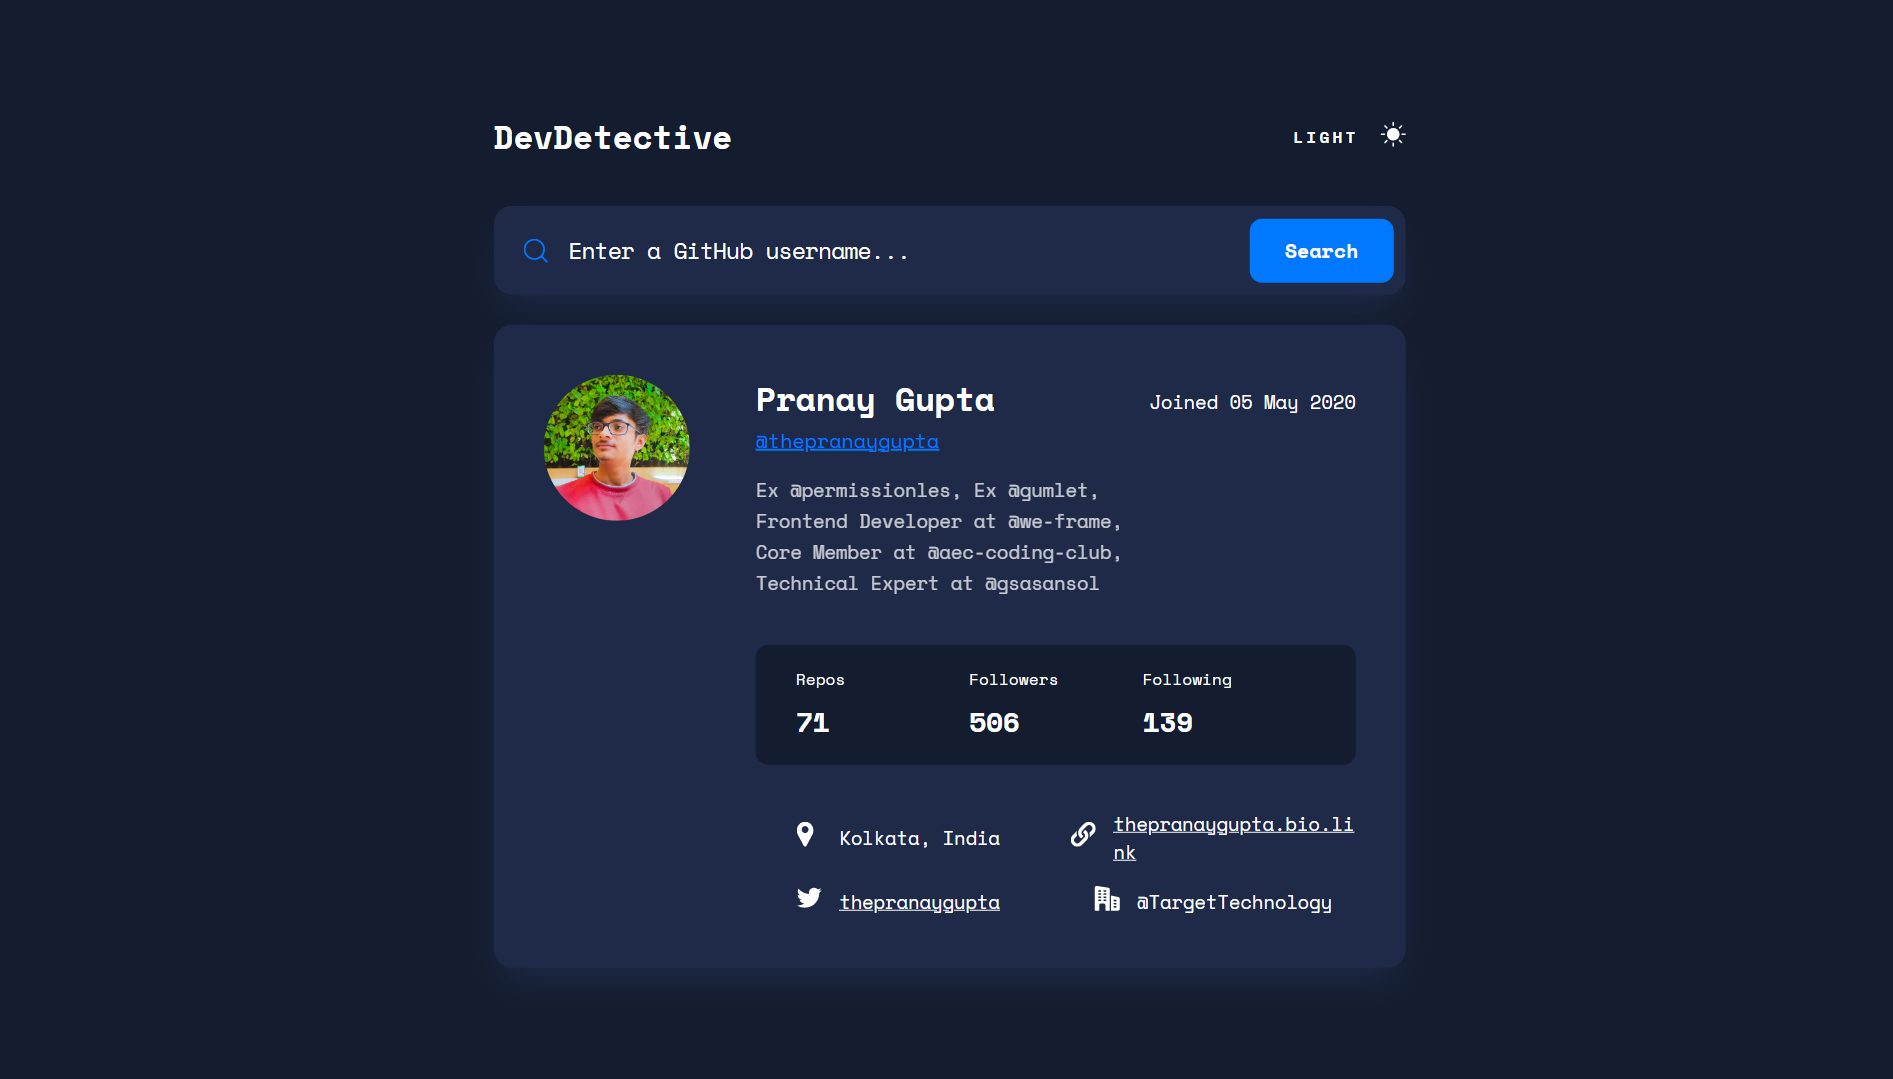 DevDetective
LIGHT
Enter a GitHub username...
Search
Pranay Gupta
Joined 05 May 2020
@thepranaygupta
Ex @permissionles, Ex @gumlet,
Frontend Developer at @we-frame,
Core Member at @aec-coding-club,
Technical Expert at @gsasansol
Repos
Followers
Following
71
506
139
Kolkata, India
thepranaygupta.bio.li
nk
thepranaygupta
@TargetTechnology